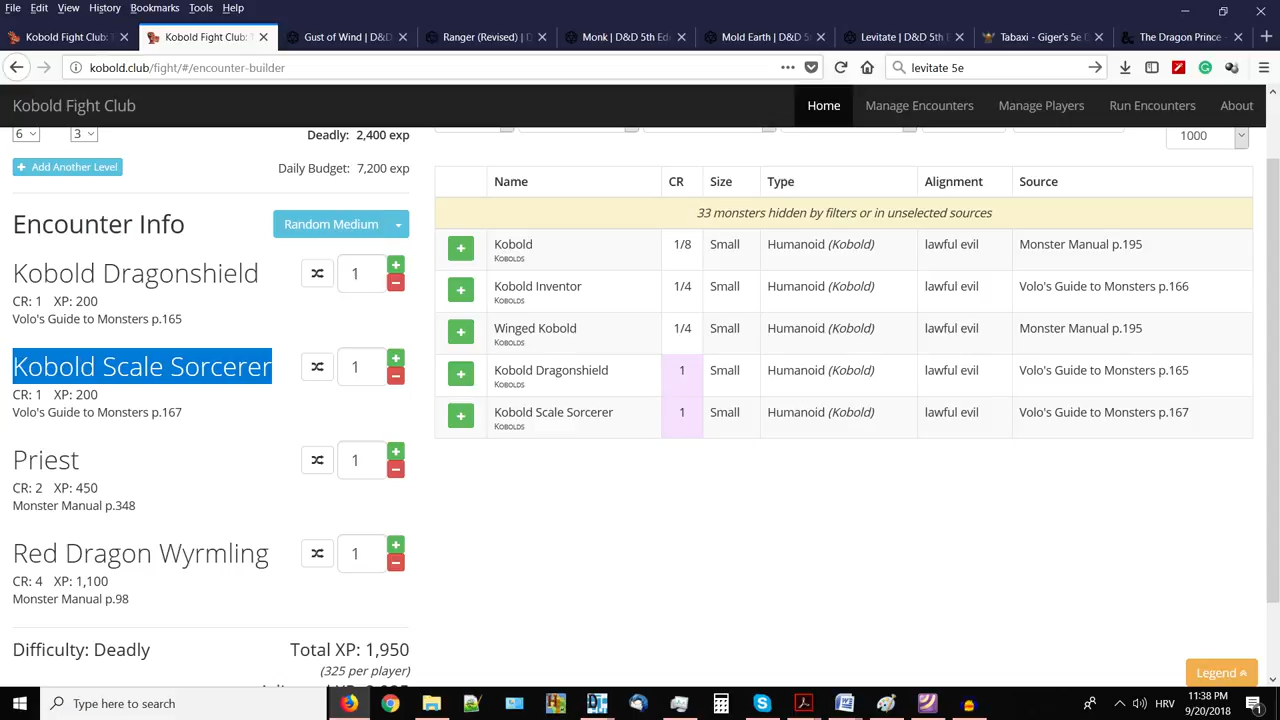 File Edit View History Bookmarks Tools Help
Kobold Fight Club: T
Kobold Fight Club: T
Gust of Wind | D&D
Ranger (Revised) | D
Monk | D&D 5th Edi
Mold Earth | D&D 5
Levitate | D&D 5th E
Tabaxi - Giger's 5e D
The Dragon Prince -
kobold.club/fight/#/encounter-builder
levitate 5e
Kobold Fight Club
Home Manage Encounters Manage Players Run Encounters About
6 3 Deadly: 2,400 exp
1000
Add Another Level
Daily Budget: 7,200 exp
Encounter Info
Random Medium
Kobold Dragonshield
1
CR: 1 XP: 200
Volo's Guide to Monsters p.165
Kobold Scale Sorcerer
1
CR: 1 XP: 200
Volo's Guide to Monsters p.167
Priest
1
CR: 2 XP: 450
Monster Manual p.348
Red Dragon Wyrmling
1
CR: 4 XP: 1,100
Monster Manual p.98
Difficulty: Deadly
Total XP: 1,950
(325 per player)
Name CR Size Type Alignment Source
33 monsters hidden by filters or in unselected sources
Kobold 1/8 Small Humanoid (Kobold) lawful evil Monster Manual p.195
Kobolds
Kobold Inventor 1/4 Small Humanoid (Kobold) lawful evil Volo's Guide to Monsters p.166
Kobolds
Winged Kobold 1/4 Small Humanoid (Kobold) lawful evil Monster Manual p.195
Kobolds
Kobold Dragonshield 1 Small Humanoid (Kobold) lawful evil Volo's Guide to Monsters p.165
Kobolds
Kobold Scale Sorcerer 1 Small Humanoid (Kobold) lawful evil Volo's Guide to Monsters p.167
Kobolds
Legend
Type here to search
HRV
11:38 PM
9/20/2018